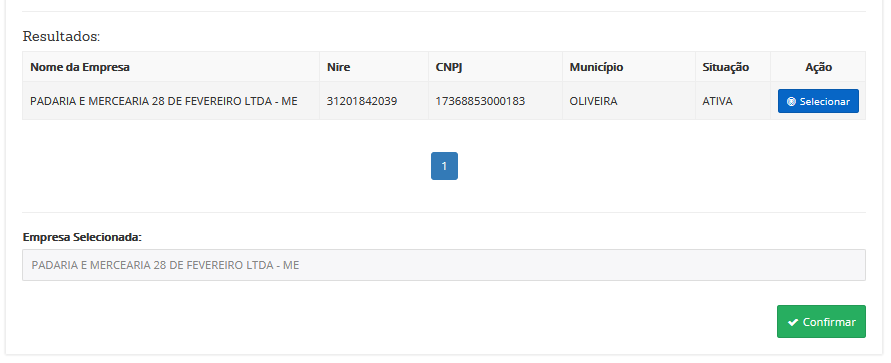 Resultados:
Nome da Empresa Nire CNPJ Município Situação Ação
PADARIA E MERCEARIA 28 DE FEVEREIRO LTDA - ME 31201842039 17368853000183 OLIVEIRA ATIVA Selecionar
1
Empresa Selecionada:
PADARIA E MERCEARIA 28 DE FEVEREIRO LTDA - ME
Confirmar